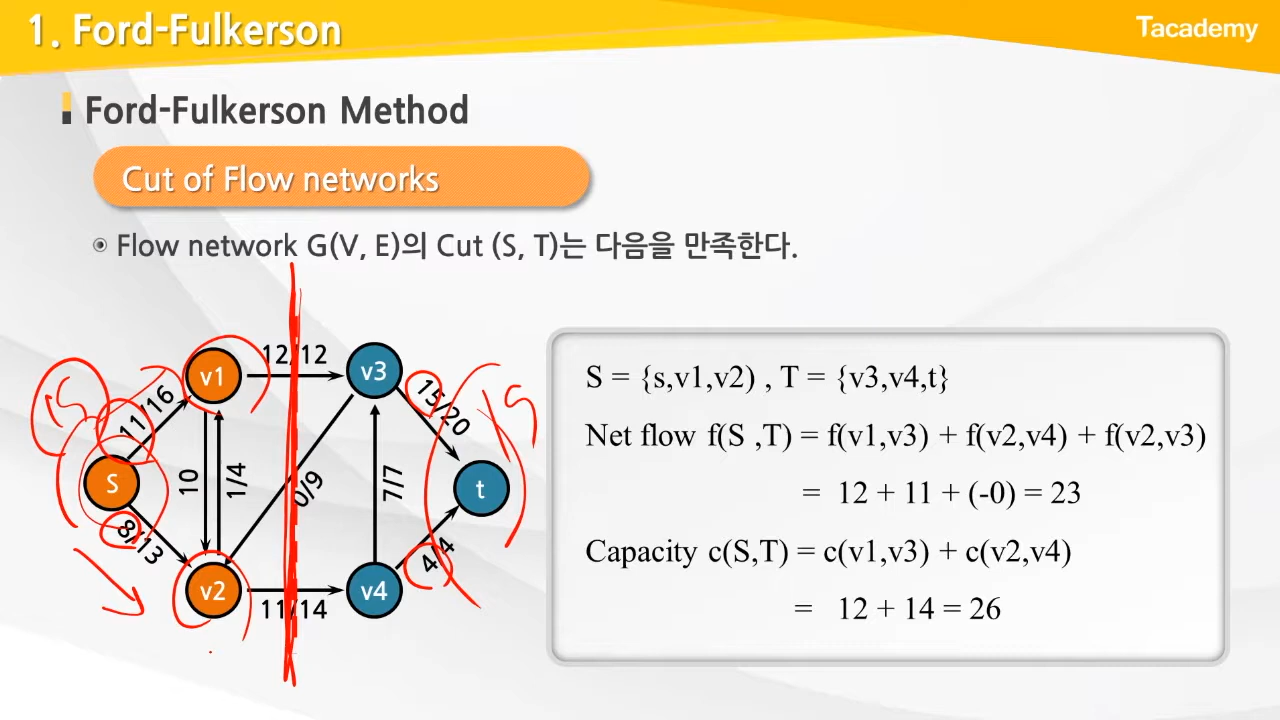 1. Ford-Fulkerson
Tacademy
Ford-Fulkerson Method
Cut of Flow networks
Flow network G(V, E)의 Cut (S, T)는 다음을 만족한다.
12/12
v1
v3
11/16
15/20
S
10
1/4
0/9
7/7
t
8/13
4/4
v2
v4
11/14
15
15
S = {s,v1,v2) , T = {v3,v4,t}
Net flow f(S ,T) = f(v1,v3) + f(v2,v4) + f(v2,v3)
= 12 + 11 + (-0) = 23
Capacity c(S,T) = c(v1,v3) + c(v2,v4)
= 12 + 14 = 26